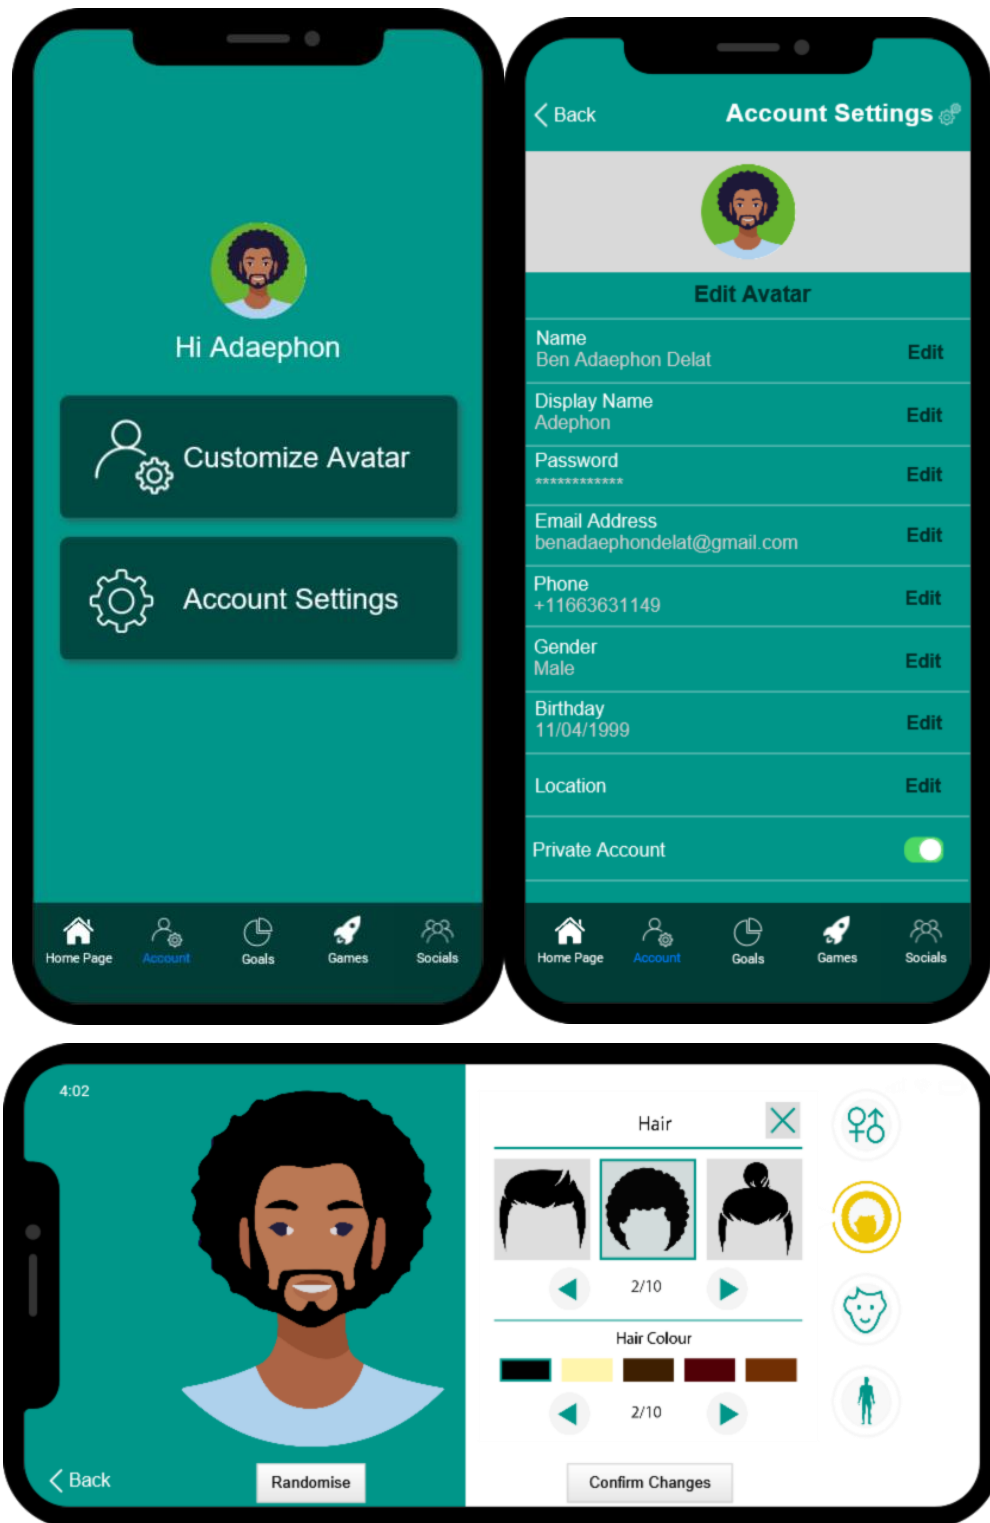 Hi Adaephon
Customize Avatar
Account Settings
Home Page Account Goals Games Socials
Back Account Settings
Edit Avatar
Name
Ben Adaephon Delat Edit
Display Name
Adephon Edit
Password
************ Edit
Email Address
benadaephondelat@gmail.com Edit
Phone
+11663631149 Edit
Gender
Male Edit
Birthday
11/04/1999 Edit
Location Edit
Private Account
Home Page Account Goals Games Socials
4:02
Hair
2/10
Hair Colour
2/10
Back
Randomise
Confirm Changes